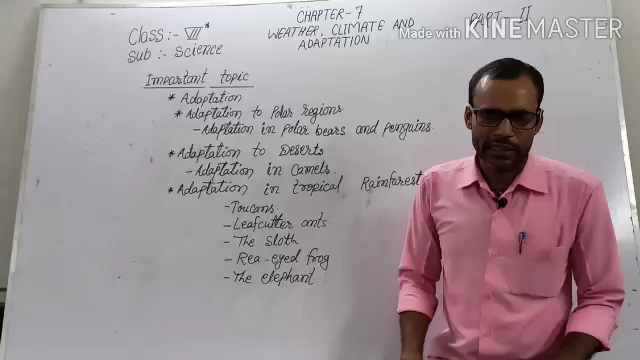 Class :- VII
Sub :- Science
CHAPTER-7
WEATHER, CLIMATE AND
ADAPTATION
PART II
Made with KINEMASTER
Important topic
* Adaptation
* Adaptation to Polar regions.
- Adaptation in polar bears and penguins
* Adaptation to Deserts
- Adaptation in Camels.
* Adaptation in tropical Rainforest
- Toucans.
- Leafcutter ants
- The sloth
- Rea-eyed frog
- The elephant